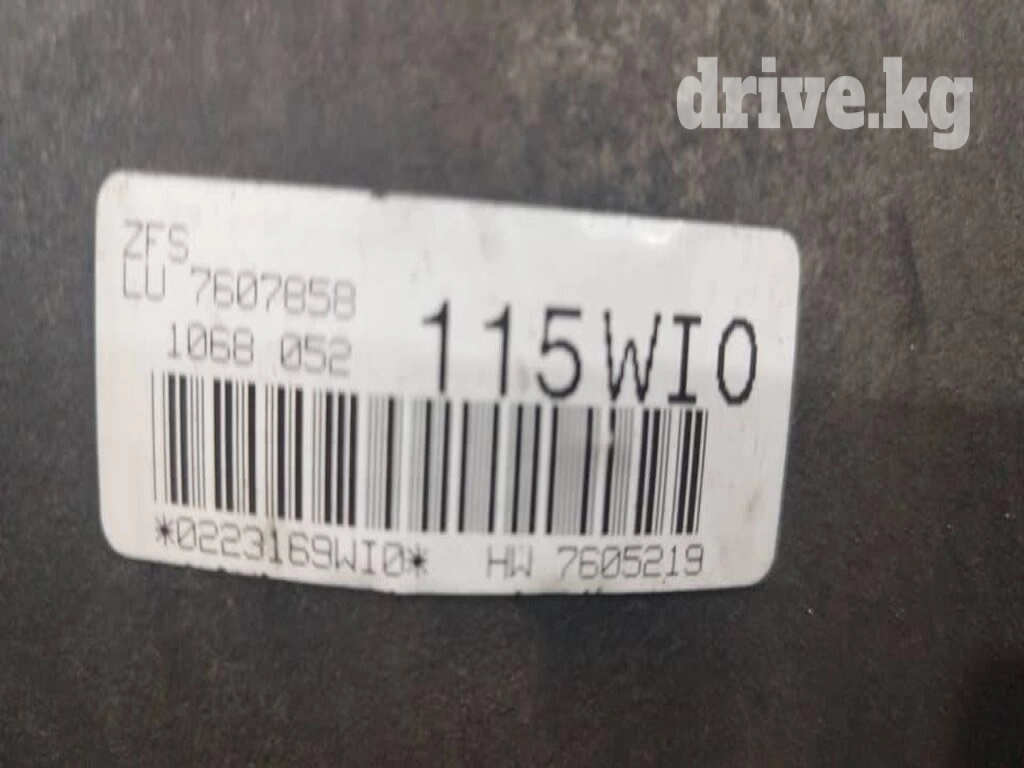 drive.kg
ZFS
LU 7607858
1068 052
115WI0
*0223169WI0* HW 7605219